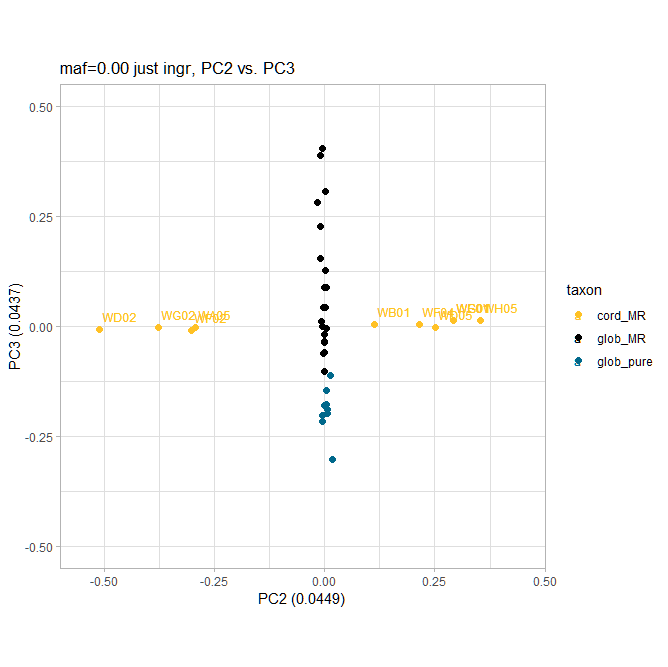 maf=0.00 just ingr, PC2 vs. PC3
0.50
0.25
0.00
-0.25
-0.50
PC3 (0.0437)
WD02
WG02
WF02
WB01
WH05
-0.50
-0.25
0.00
0.25
0.50
PC2 (0.0449)
taxon
cord_MR
glob_MR
glob_pure